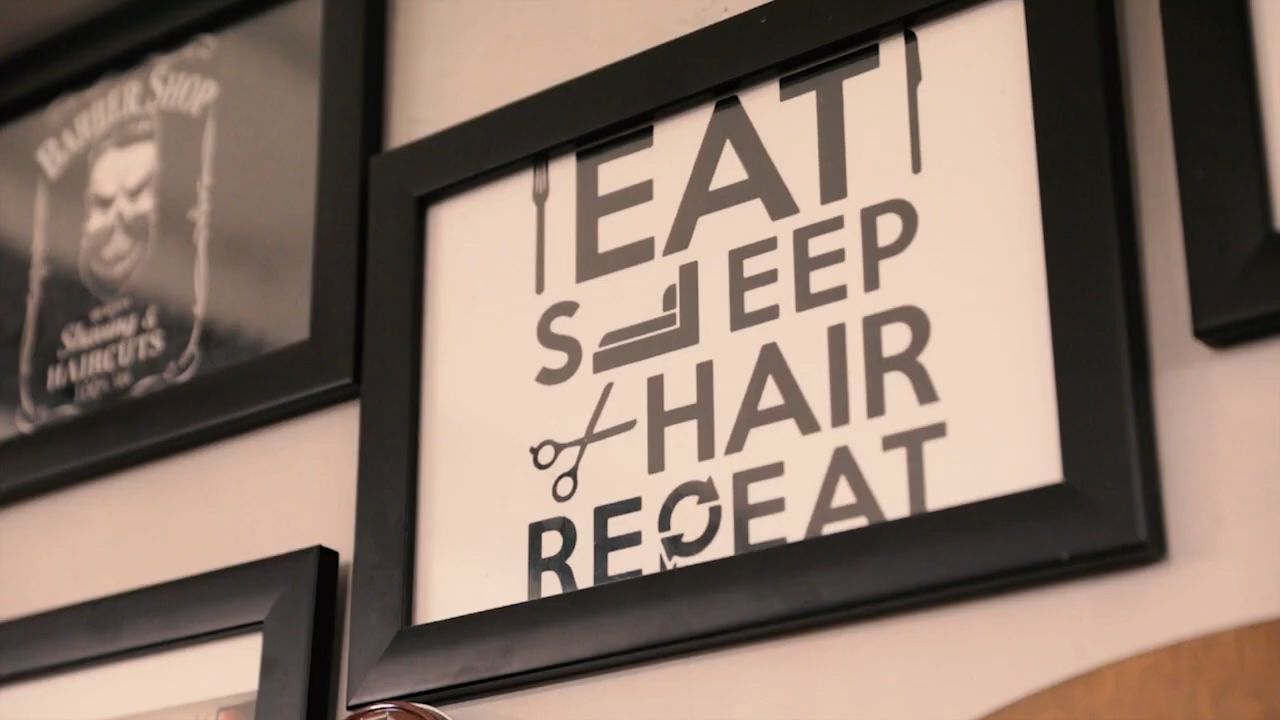 BARBER SHOP
Shaving &
HAIRCUTS
EAT
SLEEP
HAIR
REPEAT